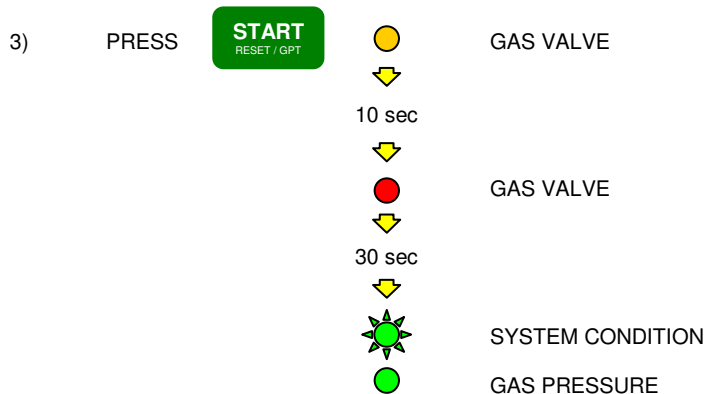 3) PRESS START GAS VALVE
RESET / GPT
10 sec
GAS VALVE
30 sec
SYSTEM CONDITION
GAS PRESSURE